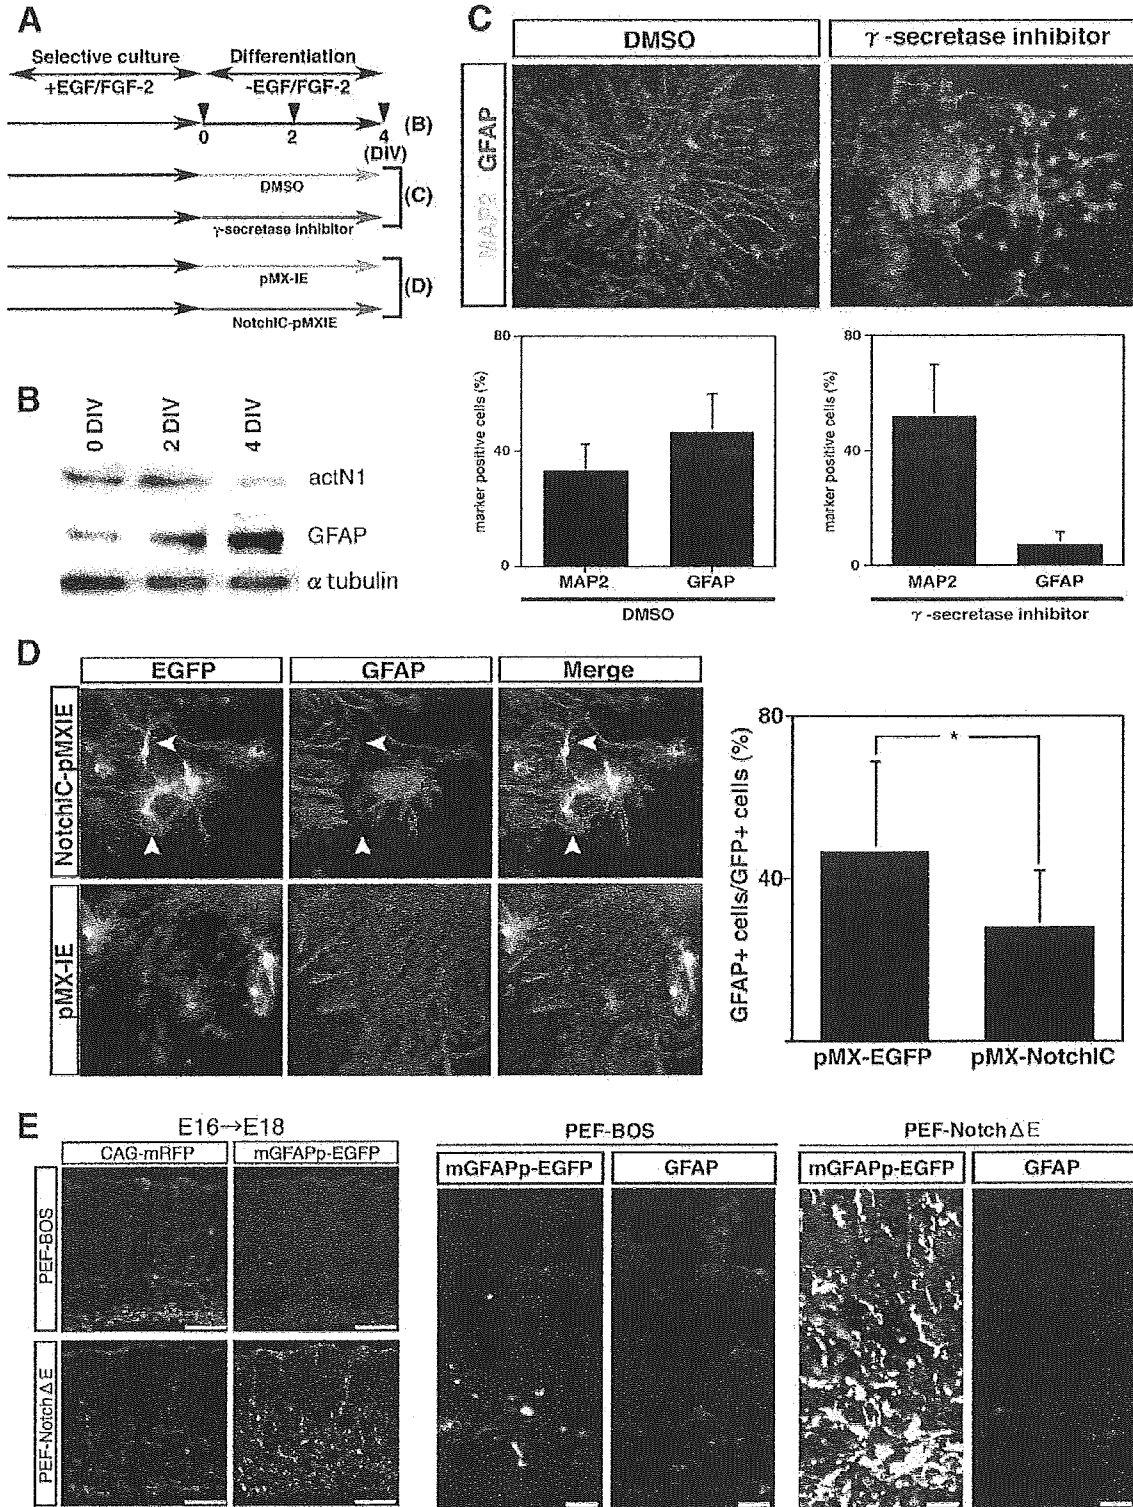 A
Selective culture
Differentiation
+EGF/FGF-2
-EGF/FGF-2
0
2
4
(B)
(DIV)
DMSO
(C)
γ-secretase inhibitor
pMX-IE
(D)
NotchIC-pMXIE
B
0 DIV
2 DIV
4 DIV
actN1
GFAP
α tubulin
C
DMSO
γ-secretase inhibitor
MAP2 GFAP
marker positive cells (%)
80
40
0
MAP2
GFAP
DMSO
marker positive cells (%)
80
40
0
MAP2
GFAP
γ-secretase inhibitor
D
EGFP
GFAP
Merge
NotchIC-pMXIE
pMX-IE
GFAP+ cells/GFP+ cells (%)
80
40
*
pMX-EGFP
pMX-NotchIC
E
E16→E18
CAG-mRFP
mGFAPp-EGFP
PEF-BOS
PEF-NotchΔE
PEF-BOS
mGFAPp-EGFP
GFAP
PEF-NotchΔE
mGFAPp-EGFP
GFAP